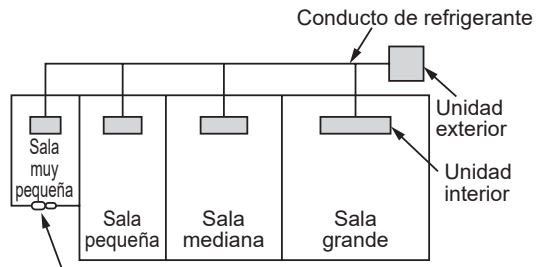 Conducto de refrigerante
Unidad
exterior
Unidad
interior
Sala
muy
pequeña
Sala
pequeña
Sala
mediana
Sala
grande